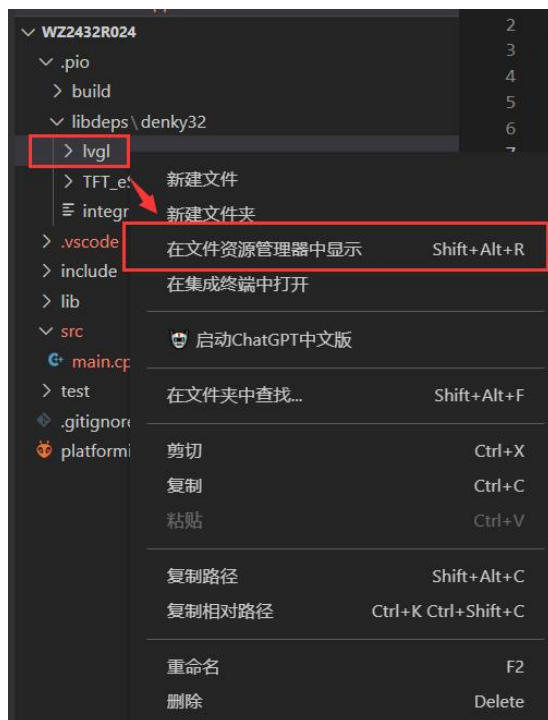 WZ2432R024
.pio
build
libdeps\denky32
lvgl
TFT_eS
integr
.vscode
include
lib
src
main.cp
test
.gitignore
platformi
2
3
4
5
6
7
新建文件
新建文件夹
在文件资源管理器中显示 Shift+Alt+R
在集成终端中打开
启动ChatGPT中文版
在文件夹中查找... Shift+Alt+F
剪切 Ctrl+X
复制 Ctrl+C
粘贴 Ctrl+V
复制路径 Shift+Alt+C
复制相对路径 Ctrl+K Ctrl+Shift+C
重命名 F2
删除 Delete